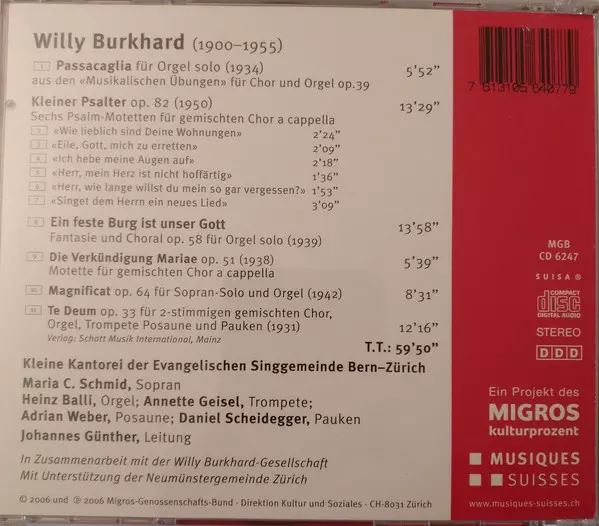 Willy Burkhard (1900–1955)
1 Passacaglia für Orgel solo (1934) 5'52"
aus den «Musikalischen Übungen» für Chor und Orgel op.39
Kleiner Psalter op. 82 (1950) 13'29"
Sechs Psalm-Motetten für gemischten Chor a cappella
2 «Wie lieblich sind Deine Wohnungen» 2'24"
3 «Eile, Gott, mich zu erretten» 2'09"
4 «Ich hebe meine Augen auf» 2'18"
5 «Herr, mein Herz ist nicht hoffärtig» 1'36"
6 «Herr, wie lange willst du mein so gar vergessen?» 1'53"
7 «Singet dem Herrn ein neues Lied» 3'09"
8 Ein feste Burg ist unser Gott 13'58"
Fantasie und Choral op. 58 für Orgel solo (1939)
9 Die Verkündigung Mariae op. 51 (1938) 5'39"
Motette für gemischten Chor a cappella
10 Magnificat op. 64 für Sopran-Solo und Orgel (1942) 8'31"
11 Te Deum op. 33 für 2-stimmigen gemischten Chor,
Orgel, Trompete Posaune und Pauken (1931) 12'16"
Verlag: Schott Musik International, Mainz
T.T.: 59'50"
Kleine Kantorei der Evangelischen Singgemeinde Bern–Zürich
Maria C. Schmid, Sopran
Heinz Balli, Orgel; Annette Geisel, Trompete;
Adrian Weber, Posaune; Daniel Scheidegger, Pauken
Johannes Günther, Leitung
In Zusammenarbeit mit der Willy Burkhard-Gesellschaft
Mit Unterstützung der Neumünstergemeinde Zürich
© 2006 und ℗ 2006 Migros-Genossenschafts-Bund · Direktion Kultur und Soziales · CH-8031 Zürich
7 613105 640779
MGB
CD 6247
SUISA ®
COMPACT
disc
DIGITAL AUDIO
STEREO
DDD
Ein Projekt des
MIGROS
kulturprozent
MUSIQUES
SUISSES
www.musiques-suisses.ch